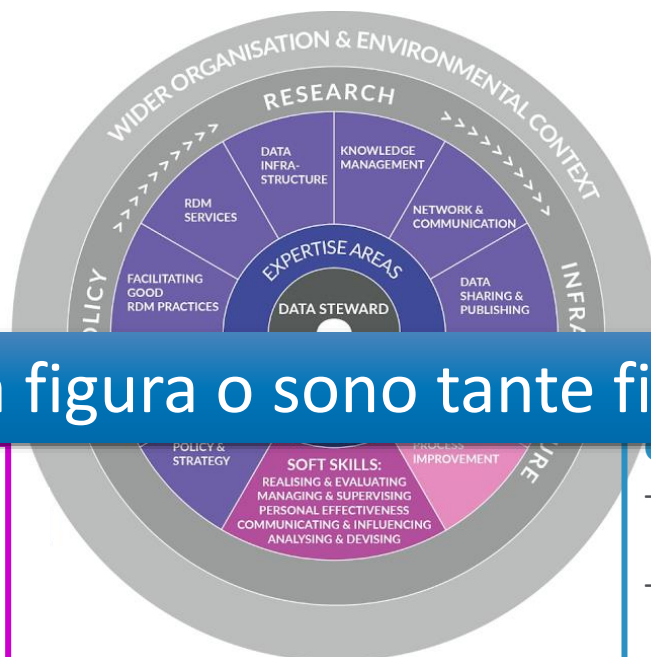 WIDER ORGANISATION & ENVIRONMENTAL CONTEXT
RESEARCH
DATA
INFRA-
STRUCTURE
KNOWLEDGE
MANAGEMENT
RDM
SERVICES
NETWORK &
COMMUNICATION
EXPERTISE AREAS
FACILITATING
GOOD
RDM PRACTICES
DATA
SHARING &
PUBLISHING
DATA STEWARD
figura o sono tante
POLICY &
STRATEGY
PROCESS
IMPROVEMENT
SOFT SKILLS:
REALISING & EVALUATING
MANAGING & SUPERVISING
PERSONAL EFFECTIVENESS
COMMUNICATING & INFLUENCING
ANALYSING & DEVISING